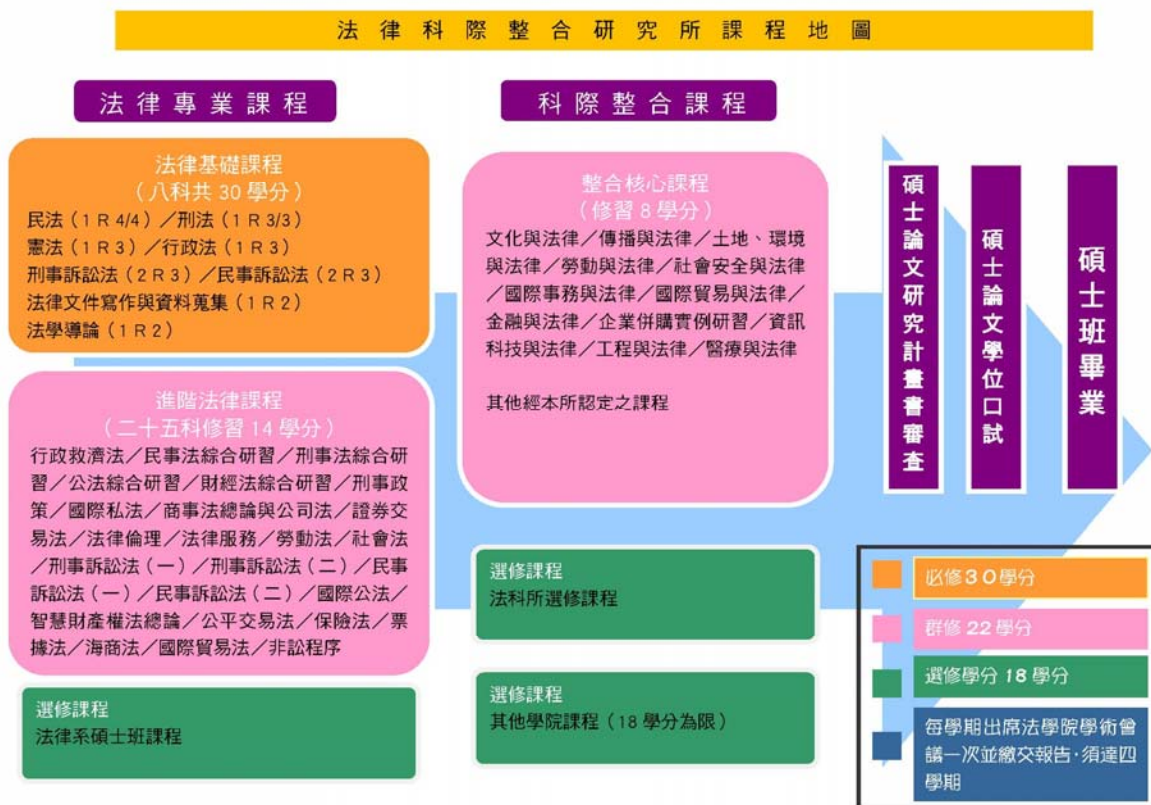 法律科際整合研究所課程地圖
法律專業課程
法律基礎課程
（八科共 30 學分）
民法（1 R 4/4）／刑法（1 R 3/3）
憲法（1 R 3）／行政法（1 R 3）
刑事訴訟法（2 R 3）／民事訴訟法（2 R 3）
法律文件寫作與資料蒐集（1 R 2）
法學導論（1 R 2）
進階法律課程
（二十五科修習 14 學分）
行政救濟法／民事法綜合研習／刑事法綜合研
習／公法綜合研習／財經法綜合研習／刑事政
策／國際私法／商事法總論與公司法／證券交
易法／法律倫理／法律服務／勞動法／社會法
／刑事訴訟法（一）／刑事訴訟法（二）／民事
訴訟法（一）／民事訴訟法（二）／國際公法／
智慧財產權法總論／公平交易法／保險法／票
據法／海商法／國際貿易法／非訟程序
選修課程
法律系碩士班課程
科際整合課程
整合核心課程
（修習 8 學分）
文化與法律／傳播與法律／土地、環境
與法律／勞動與法律／社會安全與法律
／國際事務與法律／國際貿易與法律／
金融與法律／企業併購實例研習／資訊
科技與法律／工程與法律／醫療與法律
其他經本所認定之課程
選修課程
法科所選修課程
選修課程
其他學院課程（18 學分為限）
碩士論文研究計畫書審查
碩士論文學位口試
碩士班畢業
必修30學分
群修 22 學分
選修學分 18 學分
每學期出席法學院學術會
議一次並繳交報告，須達四
學期